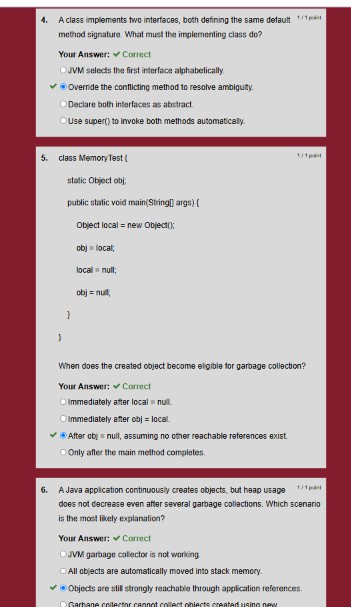 4. A class implements two interfaces, both defining the same default 1 / 1 point
method signature. What must the implementing class do?
Your Answer: ✔ Correct
JVM selects the first interface alphabetically.
Override the conflicting method to resolve ambiguity.
Declare both interfaces as abstract.
Use super() to invoke both methods automatically.
5. class MemoryTest { 1 / 1 point
static Object obj;
public static void main(String[] args) {
Object local = new Object();
obj = local;
local = null;
obj = null;
}
}
When does the created object become eligible for garbage collection?
Your Answer: ✔ Correct
Immediately after local = null.
Immediately after obj = local.
After obj = null, assuming no other reachable references exist.
Only after the main method completes.
6. A Java application continuously creates objects, but heap usage 1 / 1 point
does not decrease even after several garbage collections. Which scenario
is the most likely explanation?
Your Answer: ✔ Correct
JVM garbage collector is not working.
All objects are automatically moved into stack memory.
Objects are still strongly reachable through application references.
Garbage collector cannot collect objects created using new